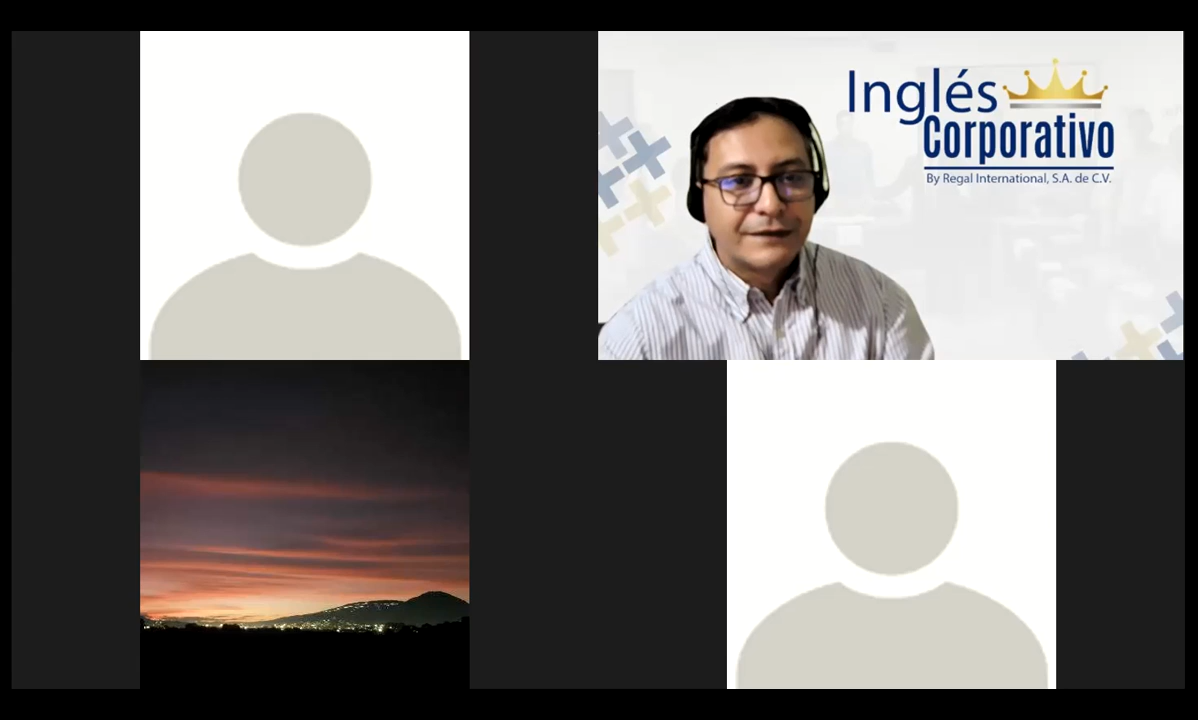 Inglés
Corporativo
By Regal International, S.A. de C.V.